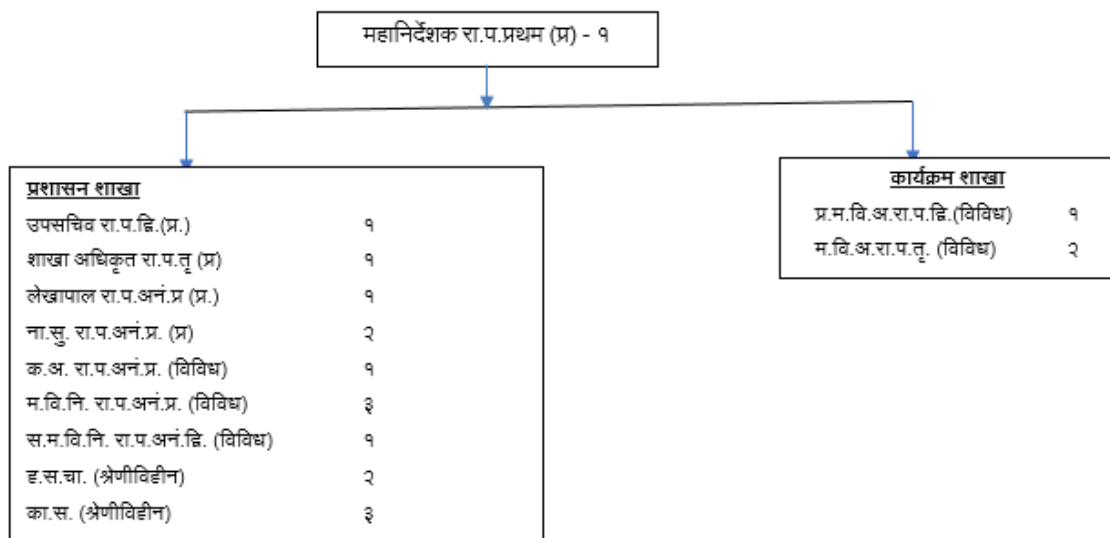 महानिर्देशक रा.प.प्रथम (प्र) - १
प्रशासन शाखा
उपसचिव रा.प.द्वि.(प्र.) १
शाखा अधिकृत रा.प.तृ (प्र) १
लेखापाल रा.प.अनं.प्र (प्र.) १
ना.सु. रा.प.अनं.प्र. (प्र) २
क.अ. रा.प.अनं.प्र. (विविध) १
म.वि.नि. रा.प.अनं.प्र. (विविध) ३
स.म.वि.नि. रा.प.अनं.द्वि. (विविध) १
ह.स.चा. (श्रेणीविहीन) २
का.स. (श्रेणीविहीन) ३
कार्यक्रम शाखा
प्र.म.वि.अ.रा.प.द्वि.(विविध) १
म.वि.अ.रा.प.तृ. (विविध) २